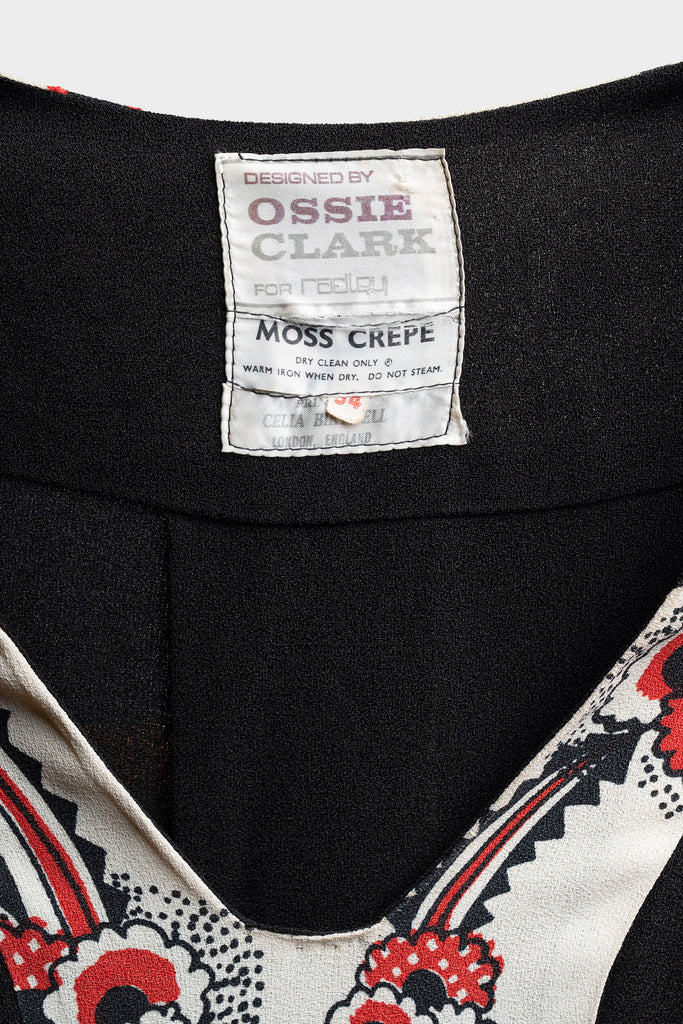 DESIGNED BY
OSSIE
CLARK
FOR radley
MOSS CREPE
DRY CLEAN ONLY Ⓟ
WARM IRON WHEN DRY. DO NOT STEAM.
34
CELIA
LONDON, ENGLAND